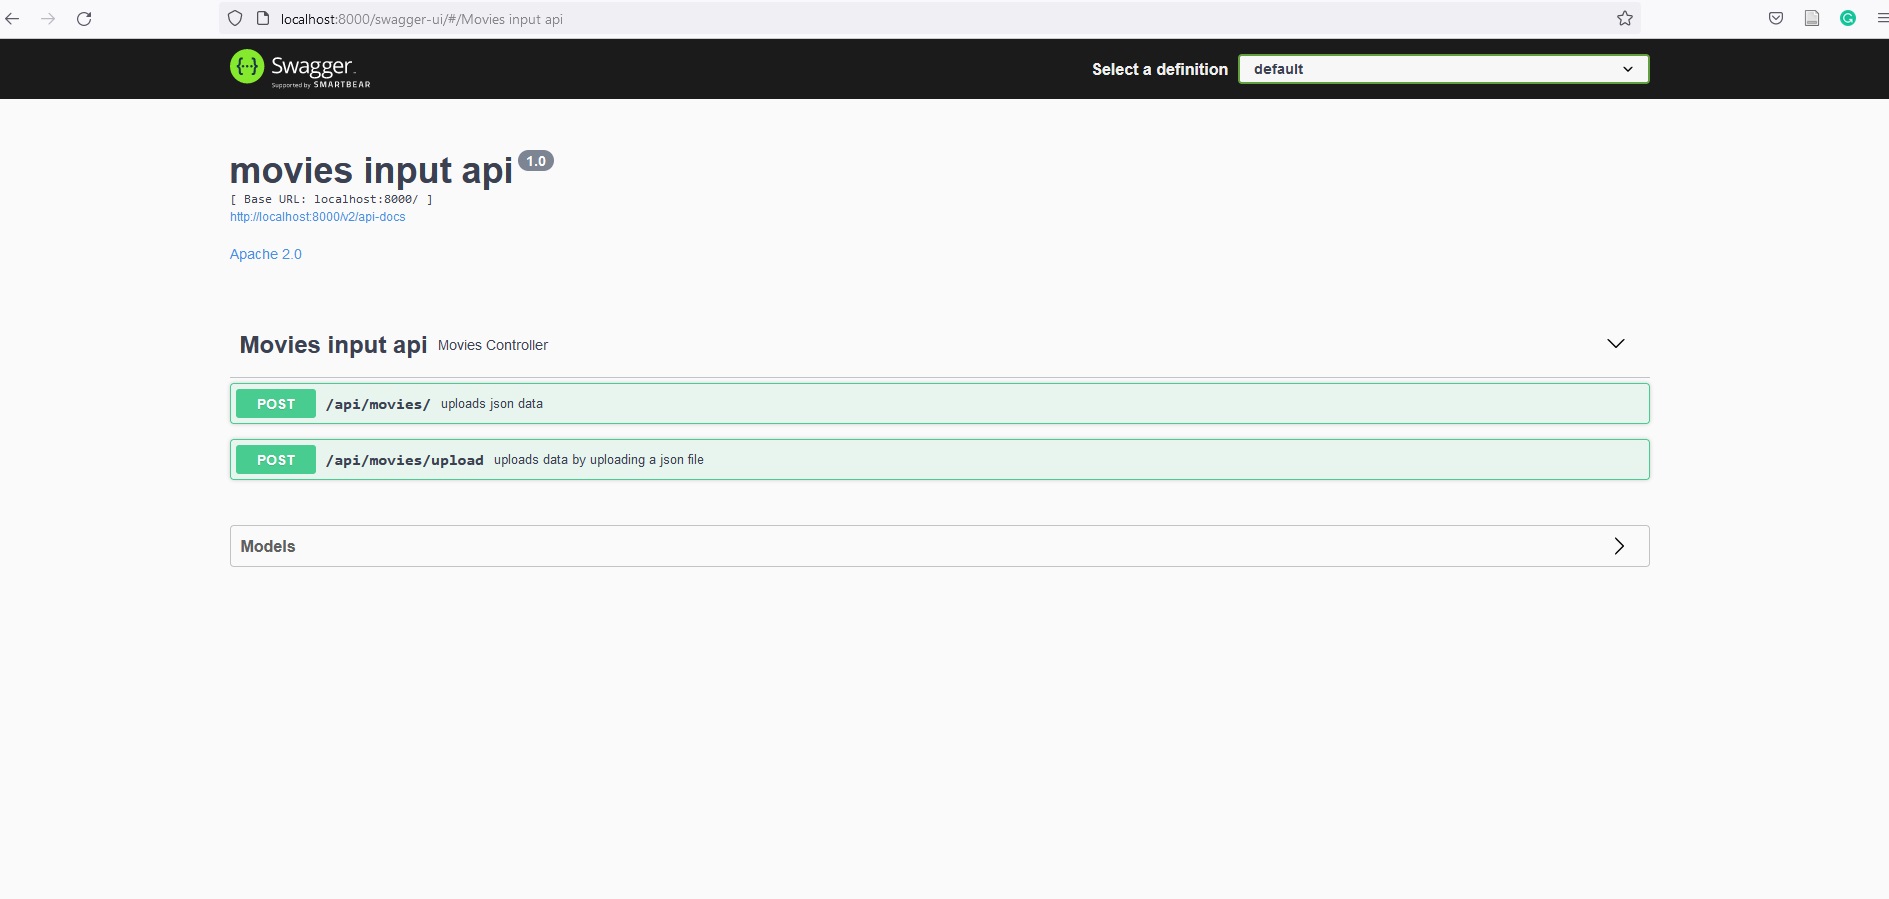 localhost:8000/swagger-ui/#/Movies input api
{···} Swagger.
Supported by SMARTBEAR
Select a definition default
movies input api 1.0
[ Base URL: localhost:8000/ ]
http://localhost:8000/v2/api-docs
Apache 2.0
Movies input api Movies Controller
POST /api/movies/ uploads json data
POST /api/movies/upload uploads data by uploading a json file
Models